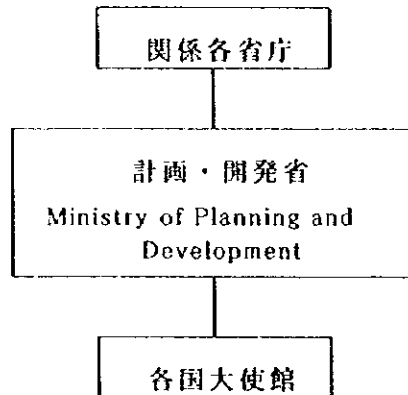 関係各省庁
計画・開発省
Ministry of Planning and
Development
各国大使館